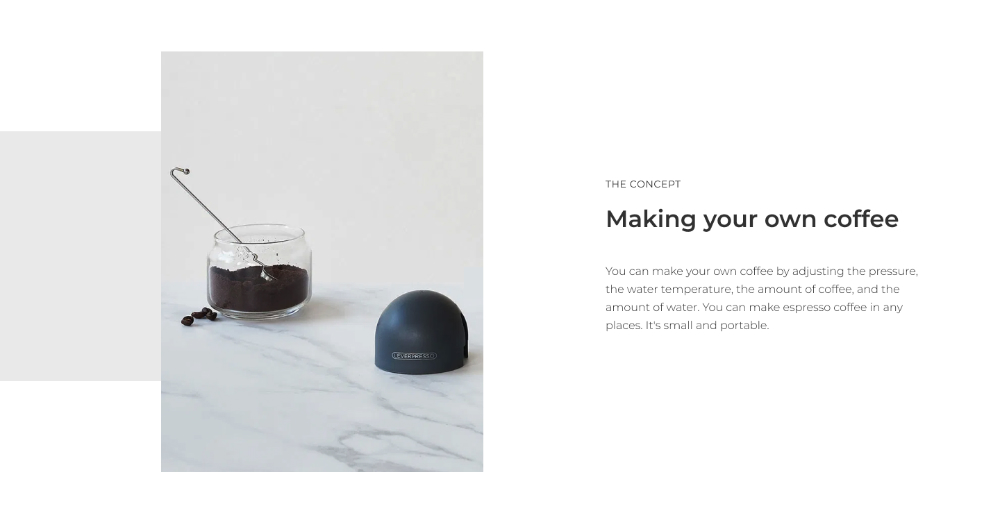 LEVERPRESSO
THE CONCEPT
Making your own coffee
You can make your own coffee by adjusting the pressure,
the water temperature, the amount of coffee, and the
amount of water. You can make espresso coffee in any
places. It's small and portable.